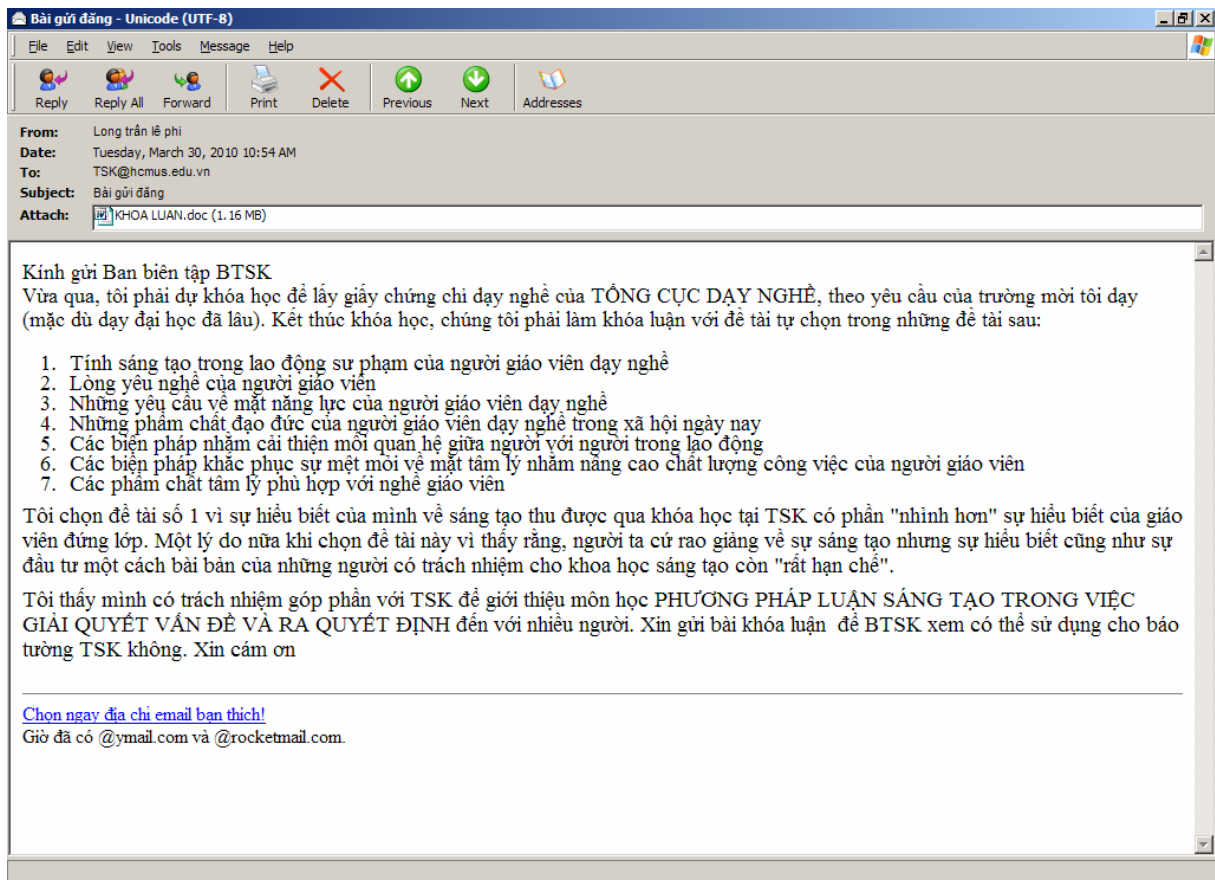 Bài gửi đăng - Unicode (UTF-8)
File Edit View Tools Message Help
Reply Reply All Forward Print Delete Previous Next Addresses
From: Long trần lê phi
Date: Tuesday, March 30, 2010 10:54 AM
To: TSK@hcmus.edu.vn
Subject: Bài gửi đăng
Attach: KHOA LUAN.doc (1.16 MB)
Kính gửi Ban biên tập BTSK
Vừa qua, tôi phải dự khóa học để lấy giấy chứng chỉ dạy nghề của TỔNG CỤC DẠY NGHỀ, theo yêu cầu của trường mời tôi dạy
(mặc dù dạy đại học đã lâu). Kết thúc khóa học, chúng tôi phải làm khóa luận với đề tài tự chọn trong những đề tài sau:
1. Tính sáng tạo trong lao động sư phạm của người giáo viên dạy nghề
2. Lòng yêu nghề của người giáo viên
3. Những yêu cầu về mặt năng lực của người giáo viên dạy nghề
4. Những phẩm chất đạo đức của người giáo viên dạy nghề trong xã hội ngày nay
5. Các biện pháp nhằm cải thiện mối quan hệ giữa người với người trong lao động
6. Các biện pháp khắc phục sự mệt mỏi về mặt tâm lý nhằm nâng cao chất lượng công việc của người giáo viên
7. Các phẩm chất tâm lý phù hợp với nghề giáo viên
Tôi chọn đề tài số 1 vì sự hiểu biết của mình về sáng tạo thu được qua khóa học tại TSK có phần "nhỉnh hơn" sự hiểu biết của giáo
viên đứng lớp. Một lý do nữa khi chọn đề tài này vì thấy rằng, người ta cứ rao giảng về sự sáng tạo nhưng sự hiểu biết cũng như sự
đầu tư một cách bài bản của những người có trách nhiệm cho khoa học sáng tạo còn "rất hạn chế".
Tôi thấy mình có trách nhiệm góp phần với TSK để giới thiệu môn học PHƯƠNG PHÁP LUẬN SÁNG TẠO TRONG VIỆC
GIẢI QUYẾT VẤN ĐỀ VÀ RA QUYẾT ĐỊNH đến với nhiều người. Xin gửi bài khóa luận để BTSK xem có thể sử dụng cho báo
tường TSK không. Xin cám ơn
Chọn ngay địa chỉ email bạn thích!
Giờ đã có @ymail.com và @rocketmail.com.